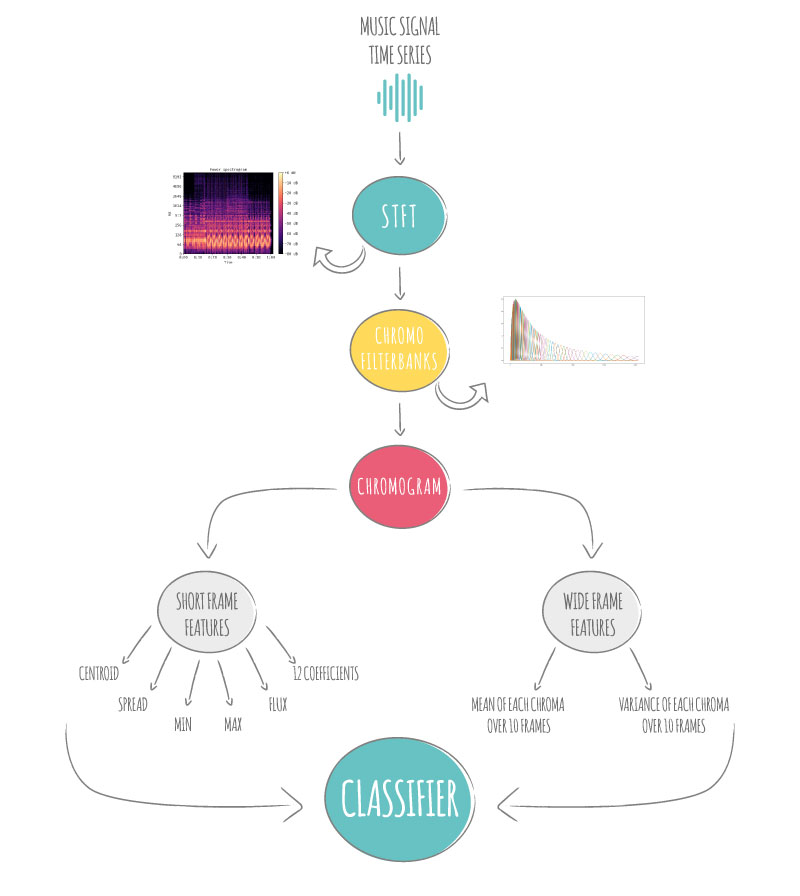 MUSIC SIGNAL
TIME SERIES
Power spectrogram
STFT
CHROMO
FILTERBANKS
CHROMOGRAM
SHORT FRAME
FEATURES
WIDE FRAME
FEATURES
CENTROID
12 COEFFICIENTS
SPREAD
FLUX
MIN
MAX
MEAN OF EACH CHROMA
OVER 10 FRAMES
VARIANCE OF EACH CHROMA
OVER 10 FRAMES
CLASSIFIER